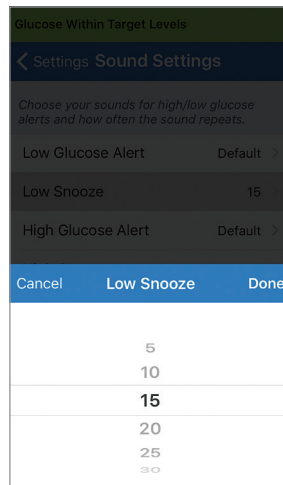 Glucose Within Target Levels
Settings Sound Settings
Choose your sounds for high/low glucose
alerts and how often the sound repeats.
Low Glucose Alert Default
Low Snooze 15
High Glucose Alert Default
Cancel Low Snooze Done
5
10
15
20
25
30